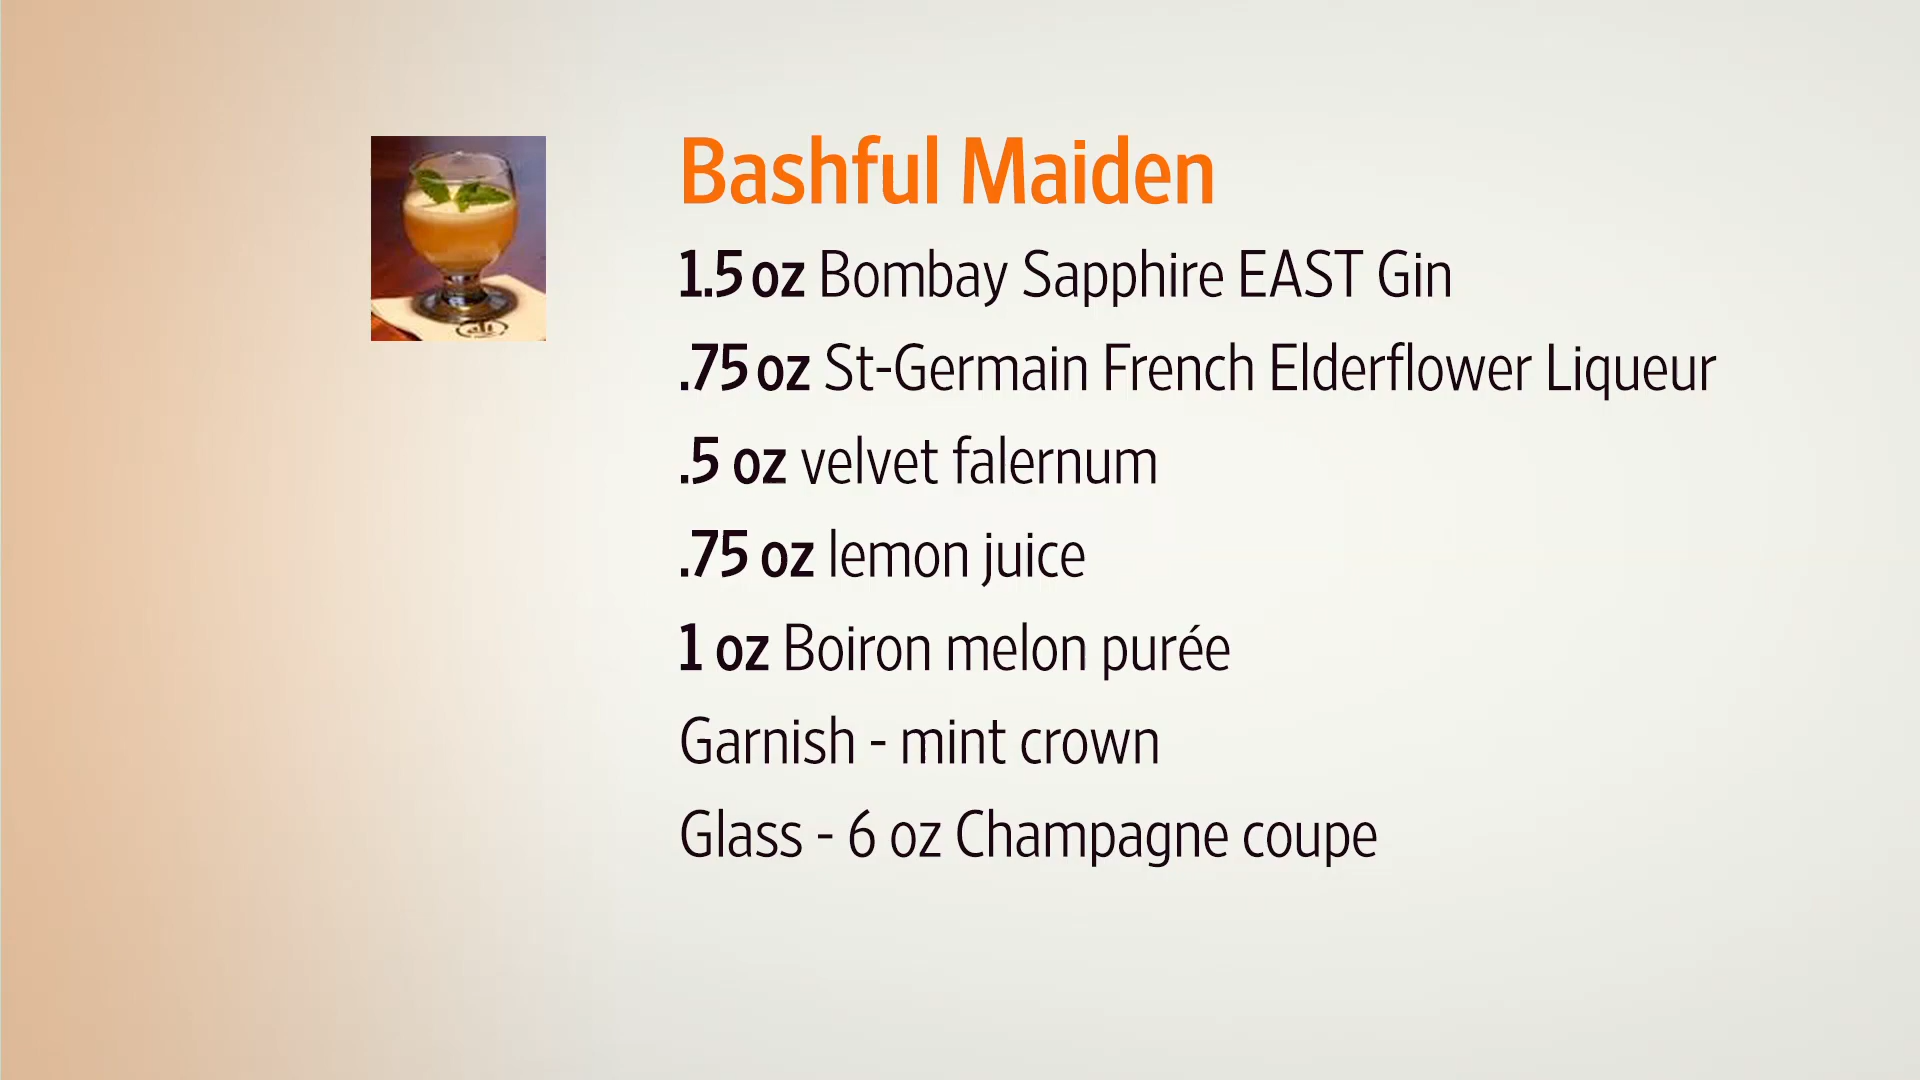 Bashful Maiden
1.5 oz Bombay Sapphire EAST Gin
.75 oz St-Germain French Elderflower Liqueur
.5 oz velvet falernum
.75 oz lemon juice
1 oz Boiron melon purée
Garnish - mint crown
Glass - 6 oz Champagne coupe